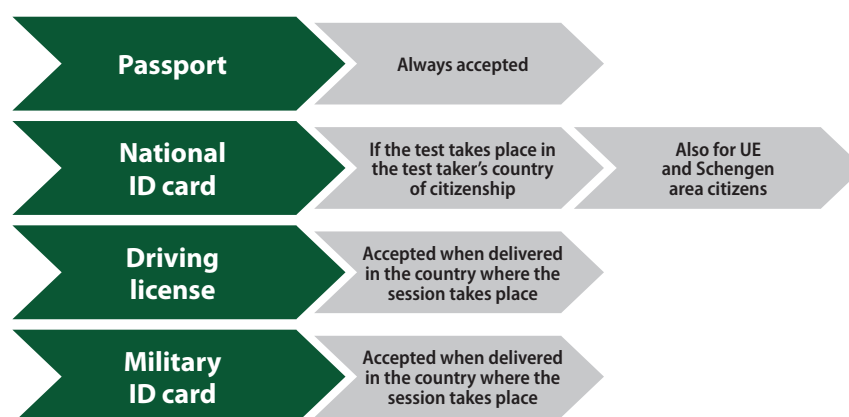 Passport
Always accepted
National
ID card
If the test takes place in
the test taker's country
of citizenship
Also for UE
and Schengen
area citizens
Driving
license
Accepted when delivered
in the country where the
session takes place
Military
ID card
Accepted when delivered
in the country where the
session takes place